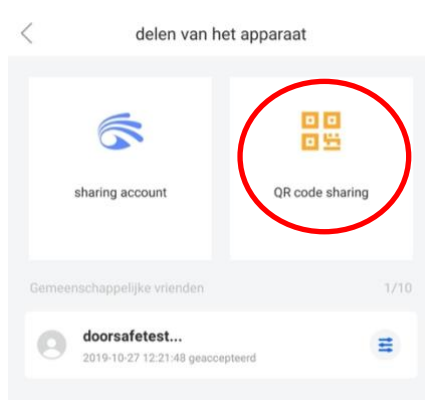 delen van het apparaat
sharing account
QR code sharing
Gemeenschappelijke vrienden
1/10
doorsafetest...
2019-10-27 12:21:48 geaccepteerd